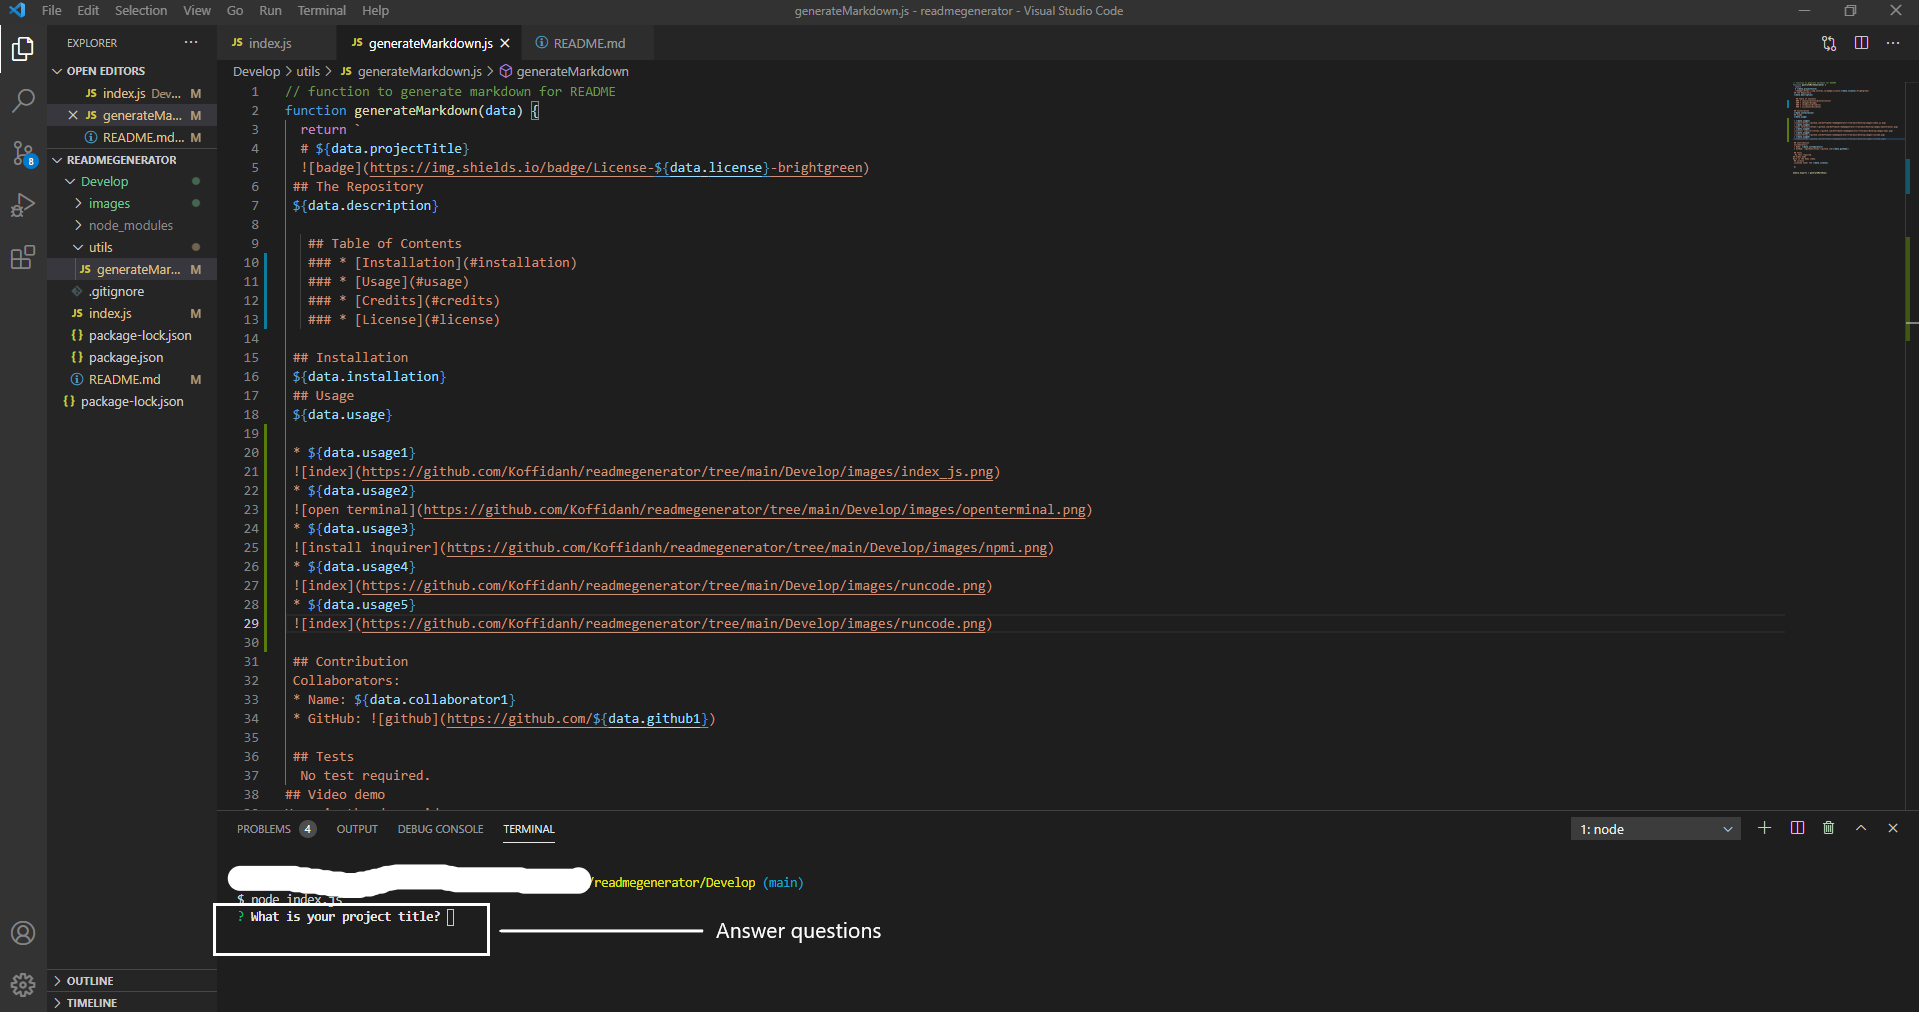 File Edit Selection View Go Run Terminal Help
generateMarkdown.js - readmegenerator - Visual Studio Code
EXPLORER
OPEN EDITORS
JS index.js Dev... M
JS generateMa... M
README.md... M
READMEGENERATOR
Develop
images
node_modules
utils
JS generateMar... M
.gitignore
JS index.js M
{} package-lock.json
{} package.json
README.md M
{} package-lock.json
OUTLINE
TIMELINE
8
JS index.js
JS generateMarkdown.js
README.md
Develop > utils > JS generateMarkdown.js > generateMarkdown
1 // function to generate markdown for README
2 function generateMarkdown(data) {
3 return `
4 # ${data.projectTitle}
5 ![badge](https://img.shields.io/badge/License-${data.license}-brightgreen)
6 ## The Repository
7 ${data.description}
8
9 ## Table of Contents
10 ### * [Installation](#installation)
11 ### * [Usage](#usage)
12 ### * [Credits](#credits)
13 ### * [License](#license)
14
15 ## Installation
16 ${data.installation}
17 ## Usage
18 ${data.usage}
19
20 * ${data.usage1}
21 ![index](https://github.com/Koffidanh/readmegenerator/tree/main/Develop/images/index_js.png)
22 * ${data.usage2}
23 ![open terminal](https://github.com/Koffidanh/readmegenerator/tree/main/Develop/images/openterminal.png)
24 * ${data.usage3}
25 ![install inquirer](https://github.com/Koffidanh/readmegenerator/tree/main/Develop/images/npmi.png)
26 * ${data.usage4}
27 ![index](https://github.com/Koffidanh/readmegenerator/tree/main/Develop/images/runcode.png)
28 * ${data.usage5}
29 ![index](https://github.com/Koffidanh/readmegenerator/tree/main/Develop/images/runcode.png)
30
31 ## Contribution
32 Collaborators:
33 * Name: ${data.collaborator1}
34 * GitHub: ![github](https://github.com/${data.github1})
35
36 ## Tests
37 No test required.
38 ## Video demo
PROBLEMS 4 OUTPUT DEBUG CONSOLE TERMINAL
1: node
/readmegenerator/Develop (main)
$ node index.js
? What is your project title?
Answer questions